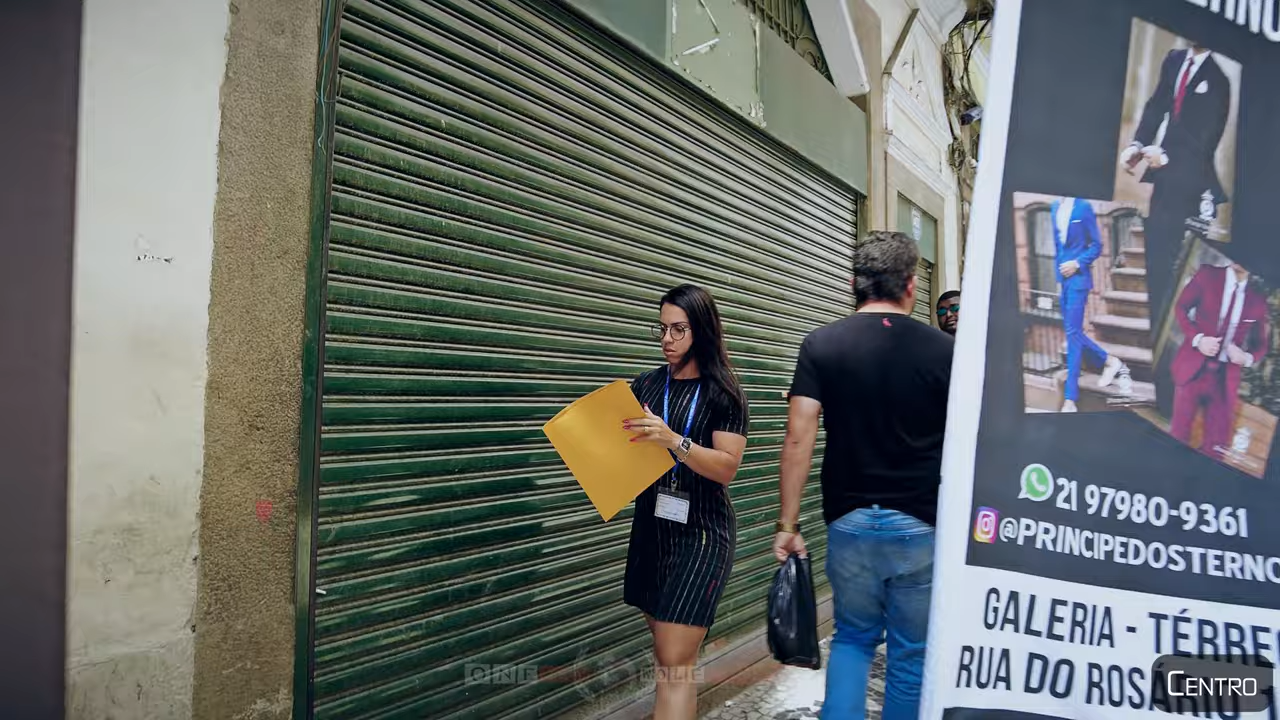 21 97980-9361
@PRINCIPEDOSTERNO
GALERIA - TÉRRE
RUA DO ROSÁRIO
CENTRO